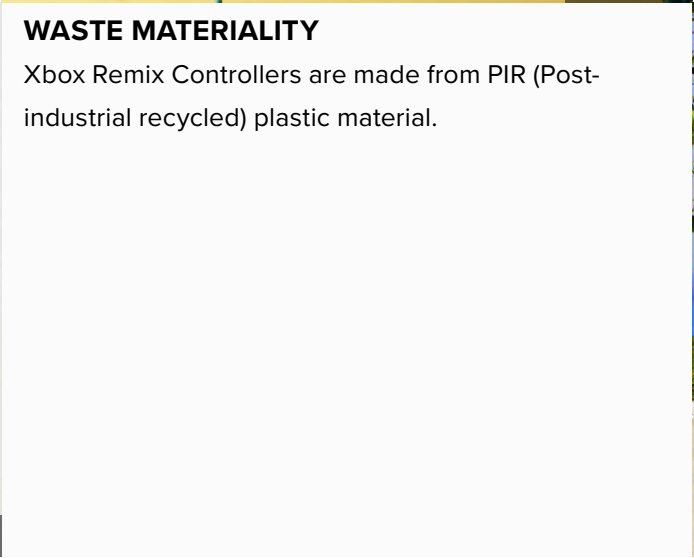 WASTE MATERIALITY
Xbox Remix Controllers are made from PIR (Post-
industrial recycled) plastic material.